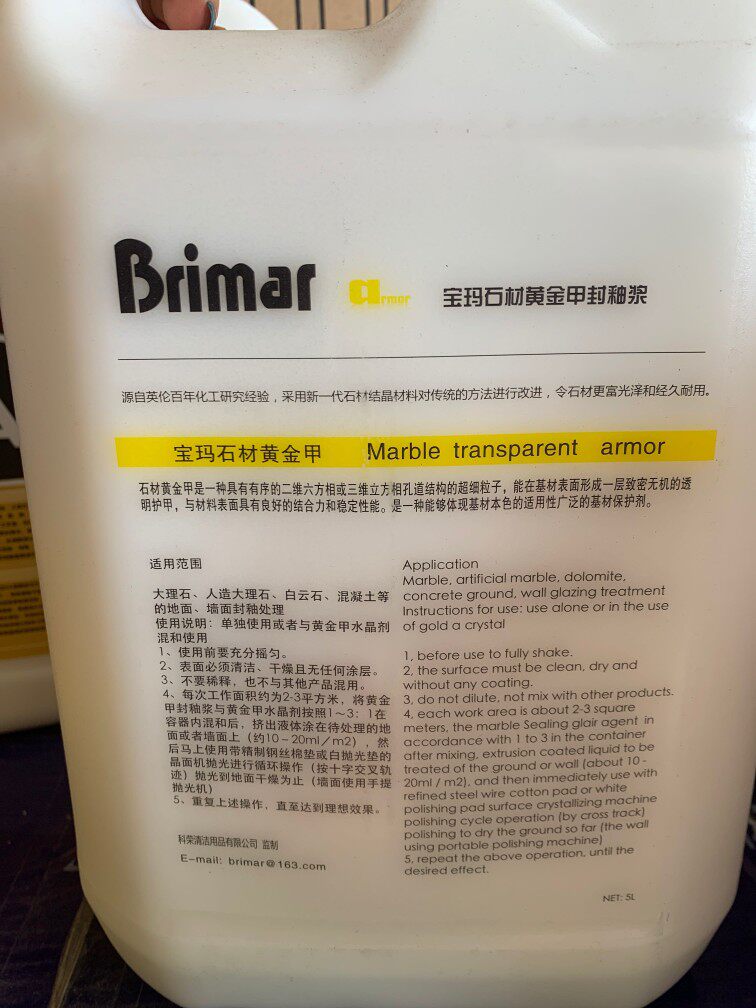 Brimar
armor
宝玛石材黄金甲封釉浆
源自英伦百年化工研究经验，采用新一代石材结晶材料对传统的方法进行改进，令石材更富光泽和经久耐用。
宝玛石材黄金甲 Marble transparent armor
石材黄金甲是一种具有有序的二维六方相或三维立方相孔道结构的超细粒子，能在基材表面形成一层致密无机的透
明护甲，与材料表面具有良好的结合力和稳定性能。是一种能够体现基材本色的适用性广泛的基材保护剂。
适用范围
大理石、人造大理石、白云石、混凝土等
的地面、墙面封釉处理
使用说明：单独使用或者与黄金甲水晶剂
混和使用
1、使用前要充分摇匀。
2、表面必须清洁、干燥且无任何涂层。
3、不要稀释，也不与其他产品混用。
4、每次工作面积约为2-3平方米，将黄金
甲封釉浆与黄金甲水晶剂按照1～3：1在
容器内混和后，挤出液体涂在待处理的地
面或者墙面上（约10－20ml／m2），然
后马上使用带精制钢丝棉垫或白抛光垫的
晶面机抛光进行循环操作（按十字交叉轨
迹）抛光到地面干燥为止（墙面使用手提
抛光机）
5、重复上述操作，直至达到理想效果。
科荣清洁用品有限公司 监制
E-mail: brimar@163.com
Application
Marble, artificial marble, dolomite,
concrete ground, wall glazing treatment
Instructions for use: use alone or in the use
of gold a crystal
1, before use to fully shake.
2, the surface must be clean, dry and
without any coating.
3, do not dilute, not mix with other products.
4, each work area is about 2-3 square
meters, the marble Sealing glair agent in
accordance with 1 to 3 in the container
after mixing, extrusion coated liquid to be
treated of the ground or wall (about 10 -
20ml / m2), and then immediately use with
refined steel wire cotton pad or white
polishing pad surface crystallizing machine
polishing cycle operation (by cross track)
polishing to dry the ground so far (the wall
using portable polishing machine)
5, repeat the above operation, until the
desired effect.
NET: 5L